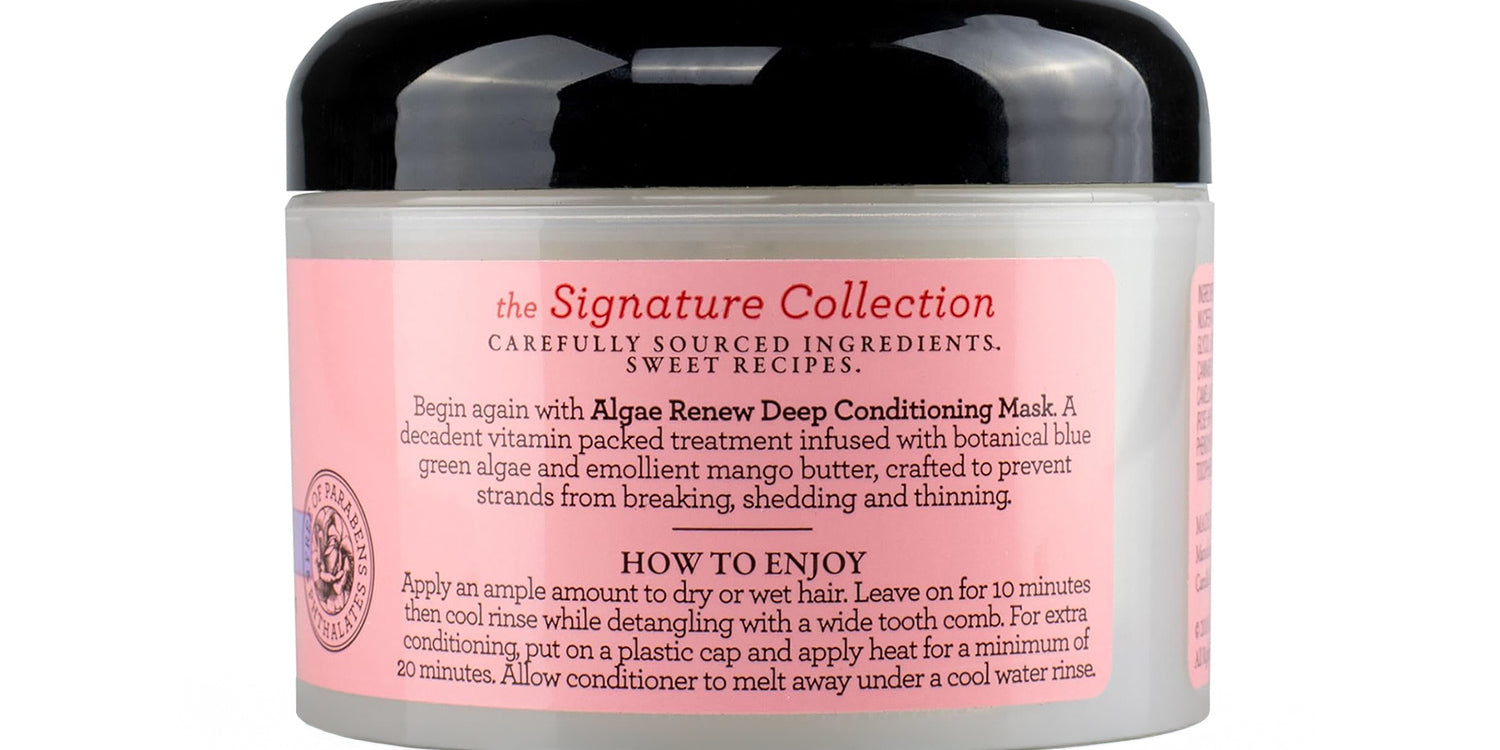 the Signature Collection
CAREFULLY SOURCED INGREDIENTS.
SWEET RECIPES.
Begin again with Algae Renew Deep Conditioning Mask. A
decadent vitamin packed treatment infused with botanical blue
green algae and emollient mango butter, crafted to prevent
strands from breaking, shedding and thinning.
HOW TO ENJOY
Apply an ample amount to dry or wet hair. Leave on for 10 minutes
then cool rinse while detangling with a wide tooth comb. For extra
conditioning, put on a plastic cap and apply heat for a minimum of
20 minutes. Allow conditioner to melt away under a cool water rinse.
OF PARABENS
PHTHALATES